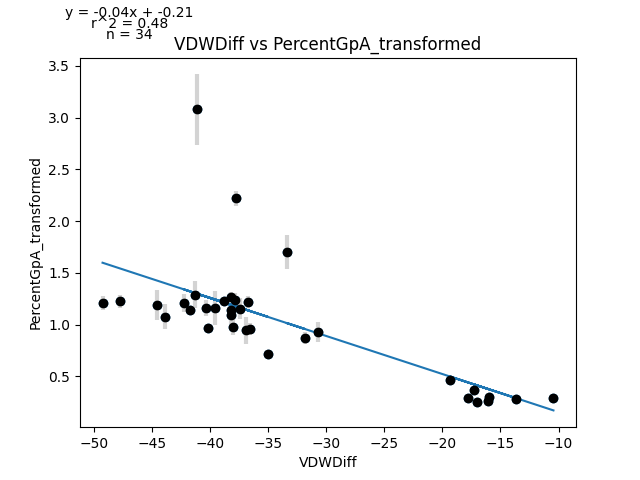 y = -0.04x + -0.21
r^2 = 0.48
n = 34
VDWDiff vs PercentGpA_transformed
3.5
3.0
2.5
2.0
1.5
1.0
0.5
PercentGpA_transformed
−50 −45 −40 −35 −30 −25 −20 −15 −10
VDWDiff